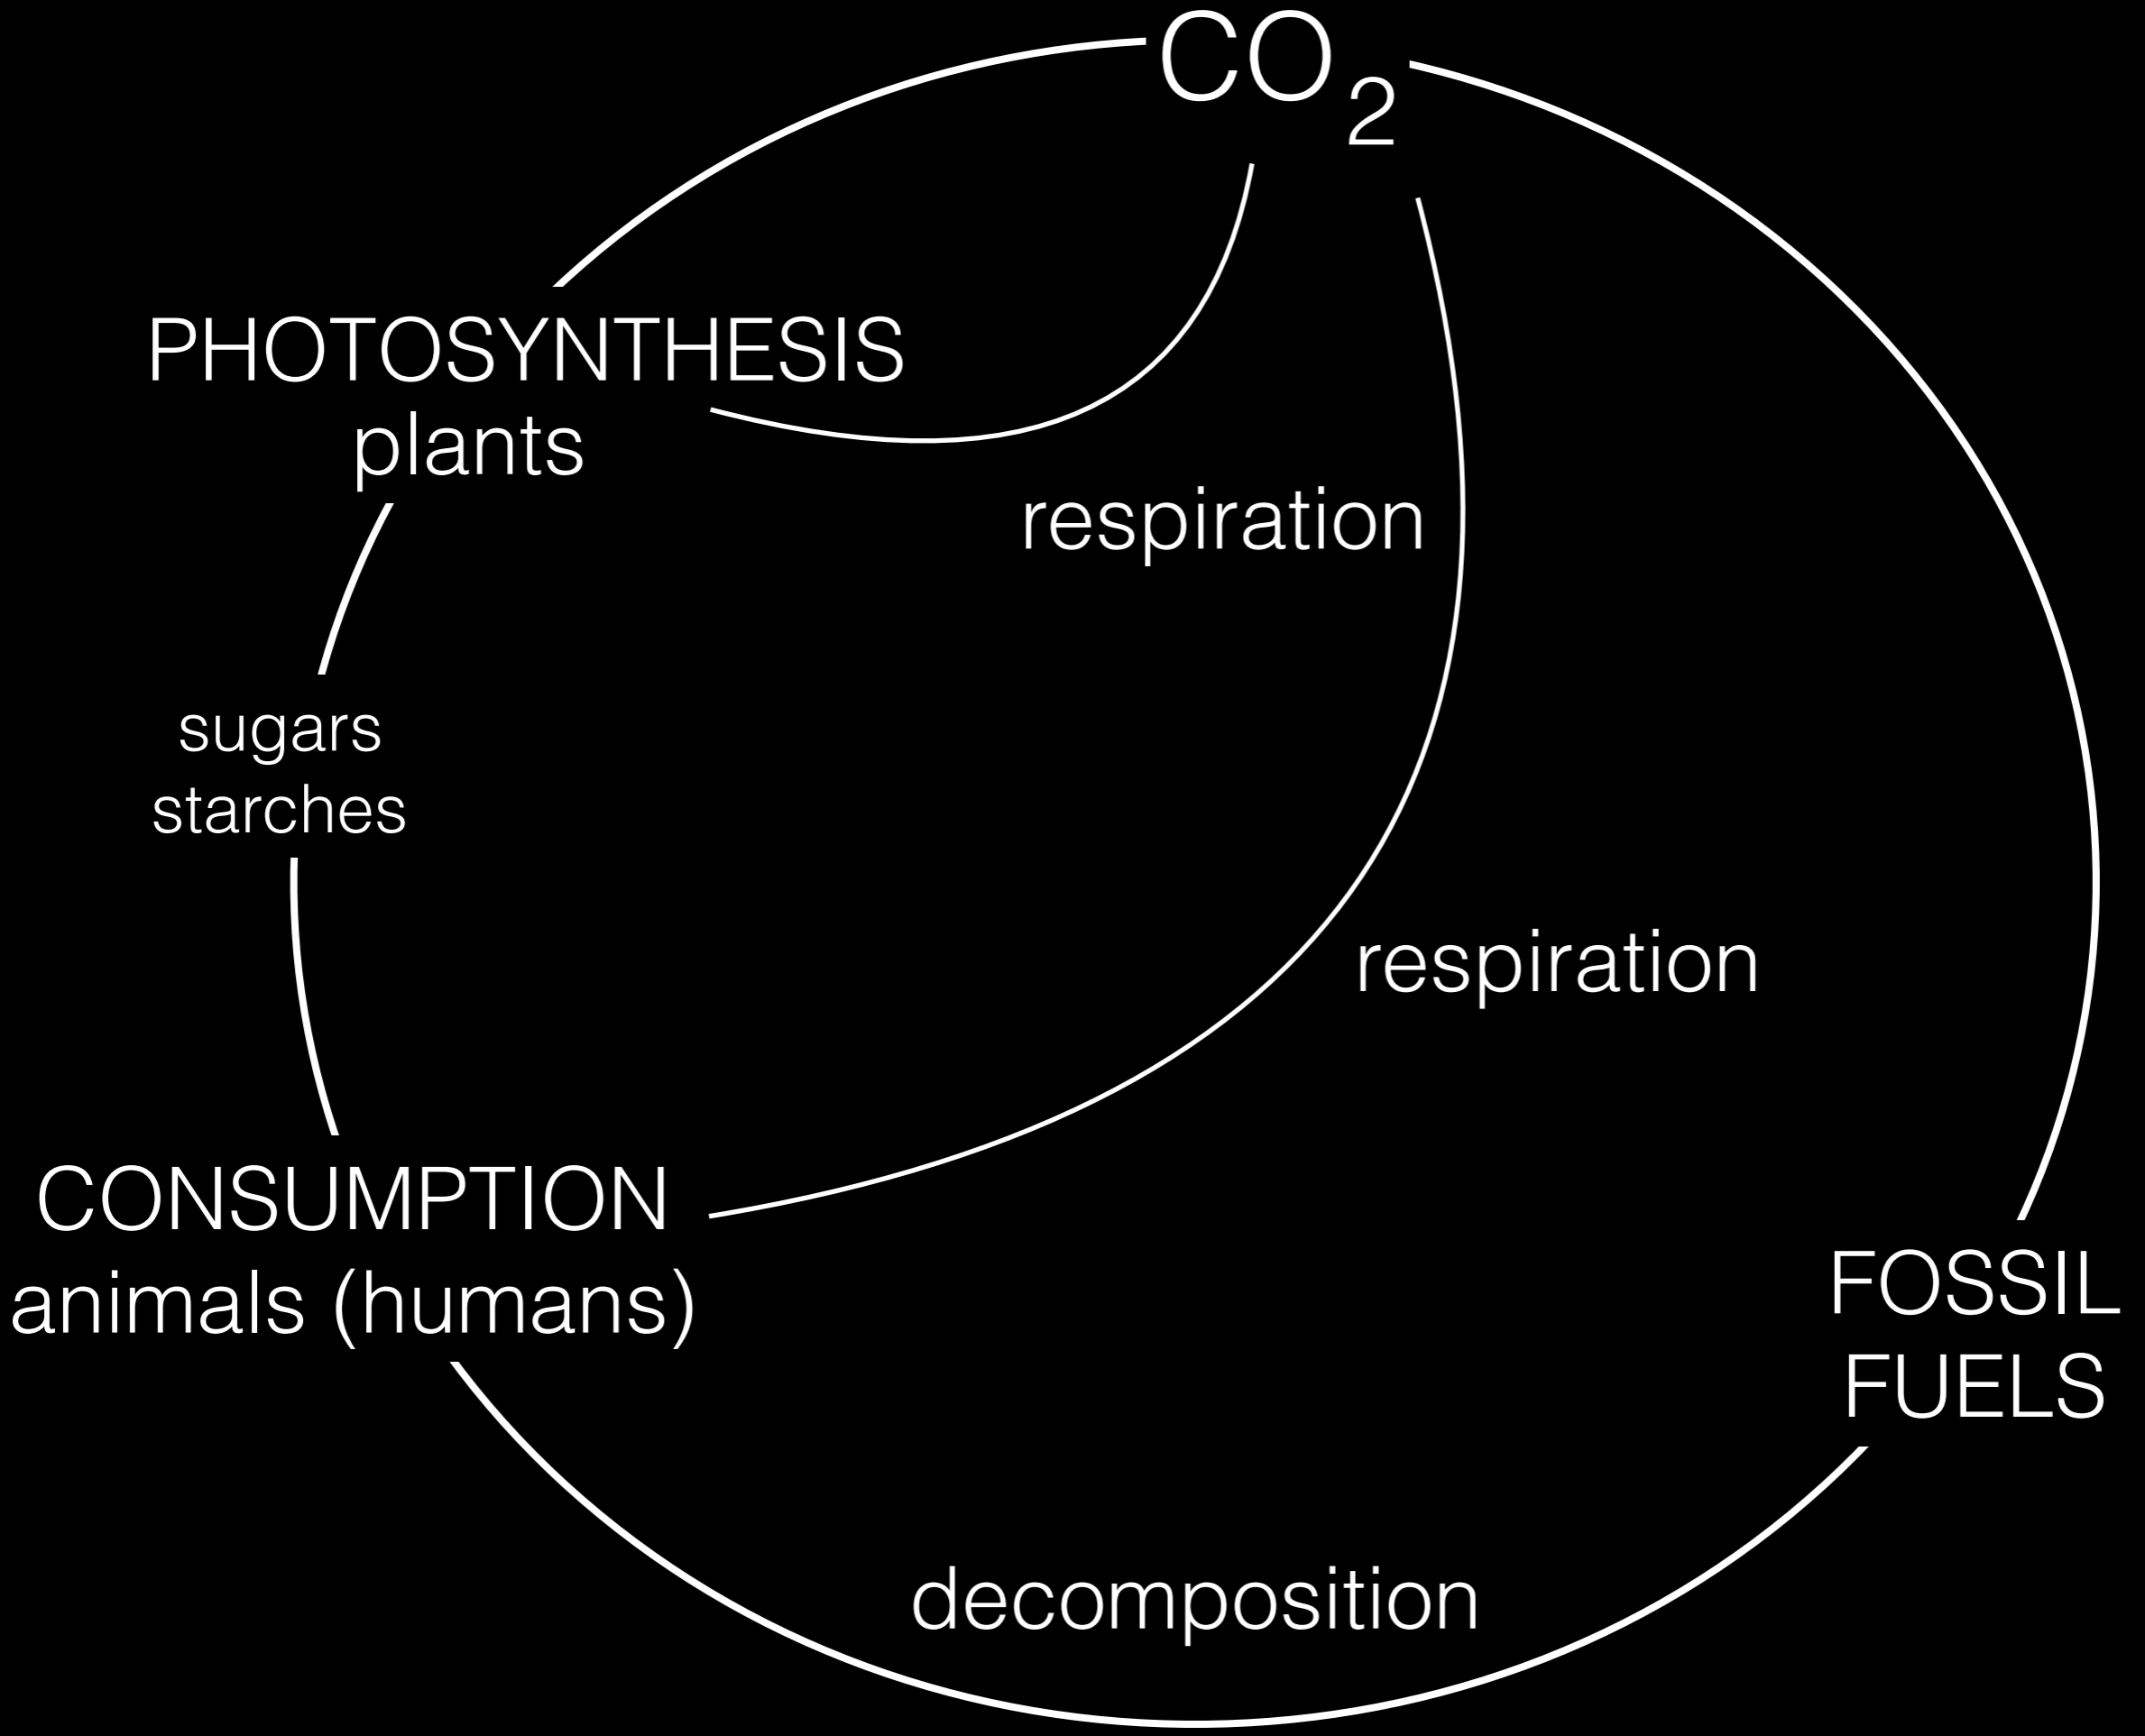 CO2
PHOTOSYNTHESIS
plants
respiration
sugars
starches
respiration
CONSUMPTION
animals (humans)
FOSSIL
FUELS
decomposition